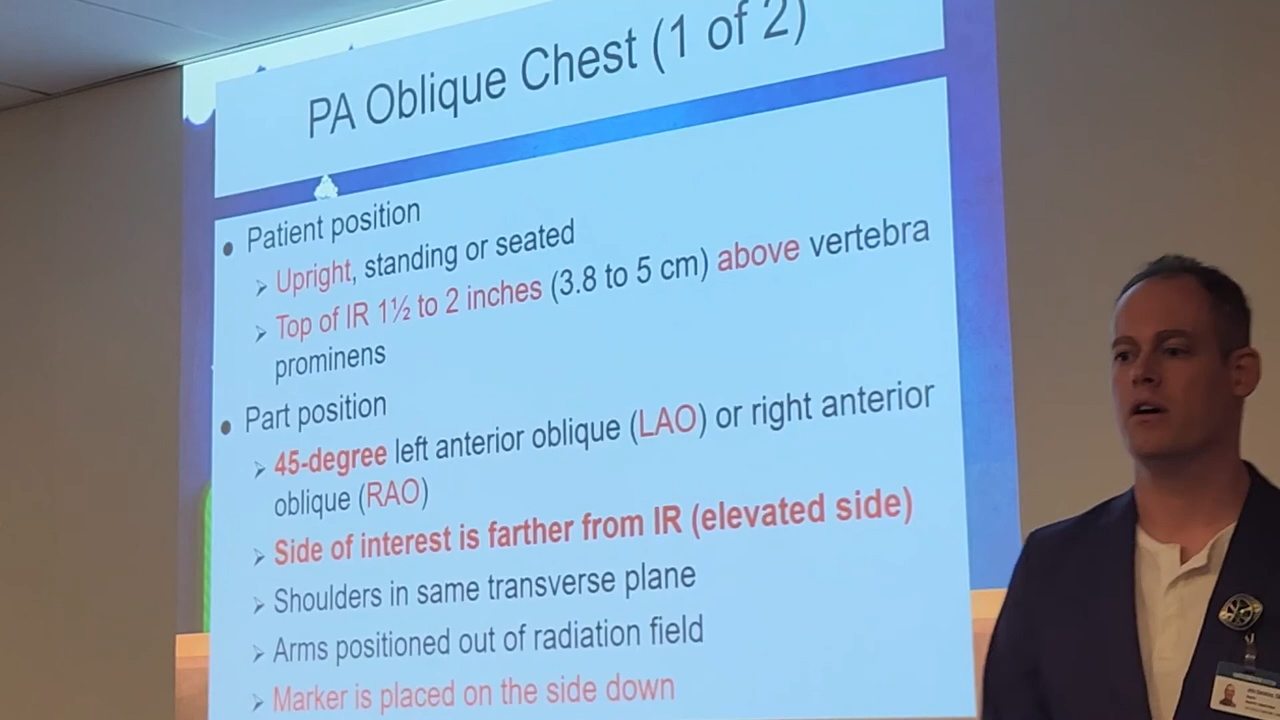 PA Oblique Chest (1 of 2)
• Patient position
➢ Upright, standing or seated
➢ Top of IR 1½ to 2 inches (3.8 to 5 cm) above vertebra
prominens
• Part position
➢ 45-degree left anterior oblique (LAO) or right anterior
oblique (RAO)
➢ Side of interest is farther from IR (elevated side)
➢ Shoulders in same transverse plane
➢ Arms positioned out of radiation field
➢ Marker is placed on the side down